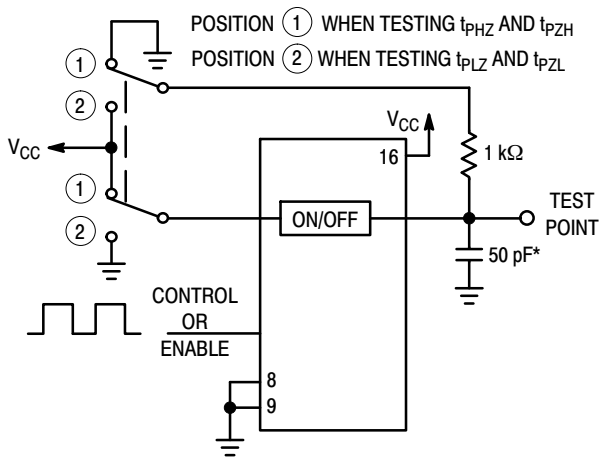 POSITION 1 WHEN TESTING tPHZ AND tPZH
POSITION 2 WHEN TESTING tPLZ AND tPZL
1
2
VCC
1
2
VCC
16
1 kΩ
ON/OFF
TEST
POINT
50 pF*
CONTROL
OR
ENABLE
8
9